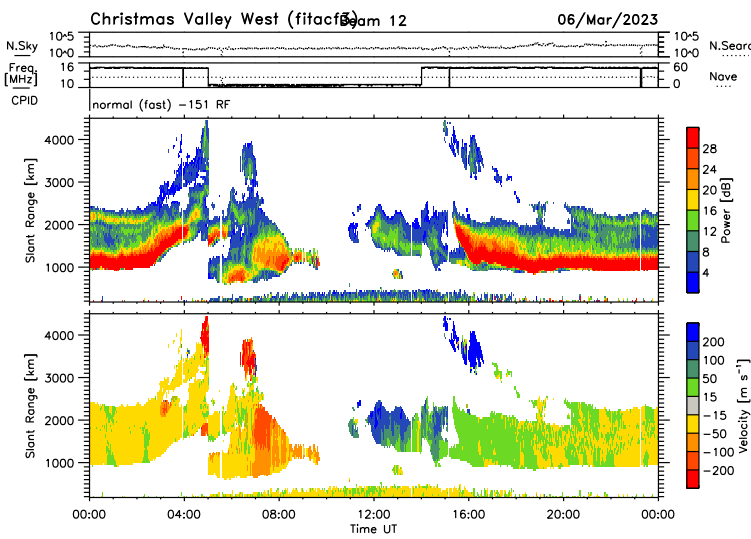 Christmas Valley West (fitacf3) Beam 12 06/Mar/2023
N.Sky 10^5 10^0 10^5 10^0 N.Search
Freq. [MHz] 16 10 60 0 Nave
CPID normal (fast) -151 RF
Slant Range [km]
4000
3000
2000
1000
28
24
20
16
12
8
4
Power [dB]
Slant Range [km]
4000
3000
2000
1000
200
100
50
15
-15
-50
-100
-200
Velocity [m s⁻¹]
00:00 04:00 08:00 12:00 16:00 20:00 00:00
Time UT